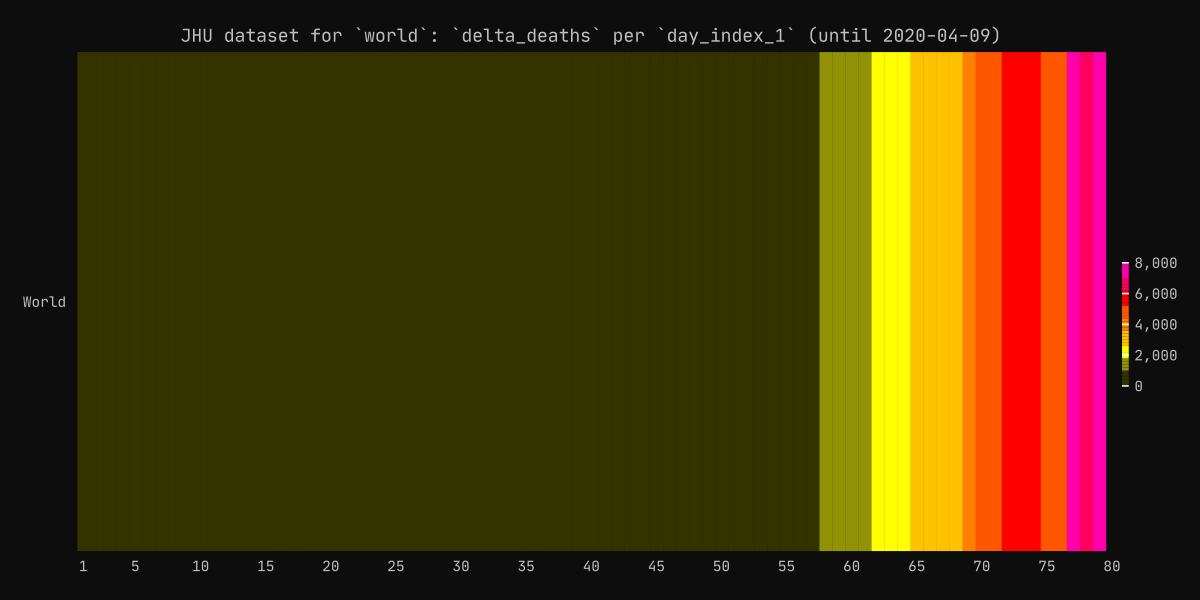 JHU dataset for `world`: `delta_deaths` per `day_index_1` (until 2020-04-09)
World
8,000
6,000
4,000
2,000
0
1 5 10 15 20 25 30 35 40 45 50 55 60 65 70 75 80